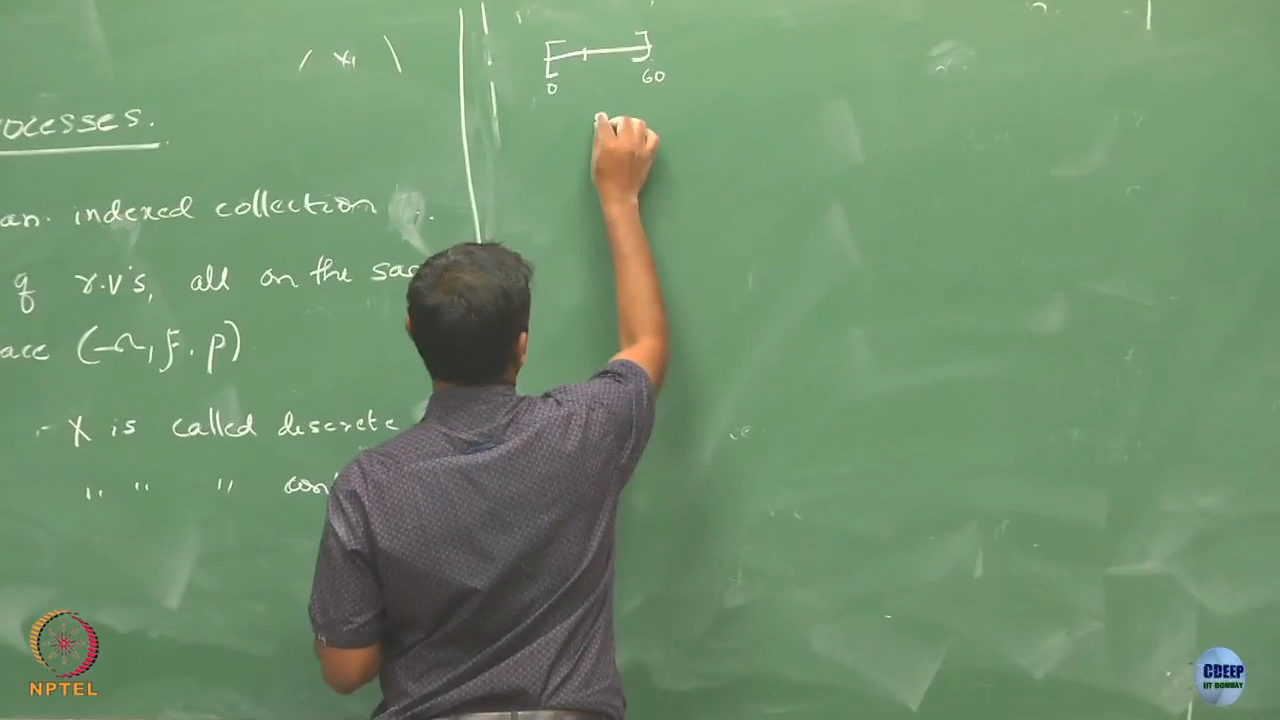 ( X1 )
ocesses.
an indexed collection
of r.v's, all on the sa
ace (Ω, F, P)
X is called discrete
" " " con
[ ]
0 60
NPTEL
CDEEP
IIT BOMBAY